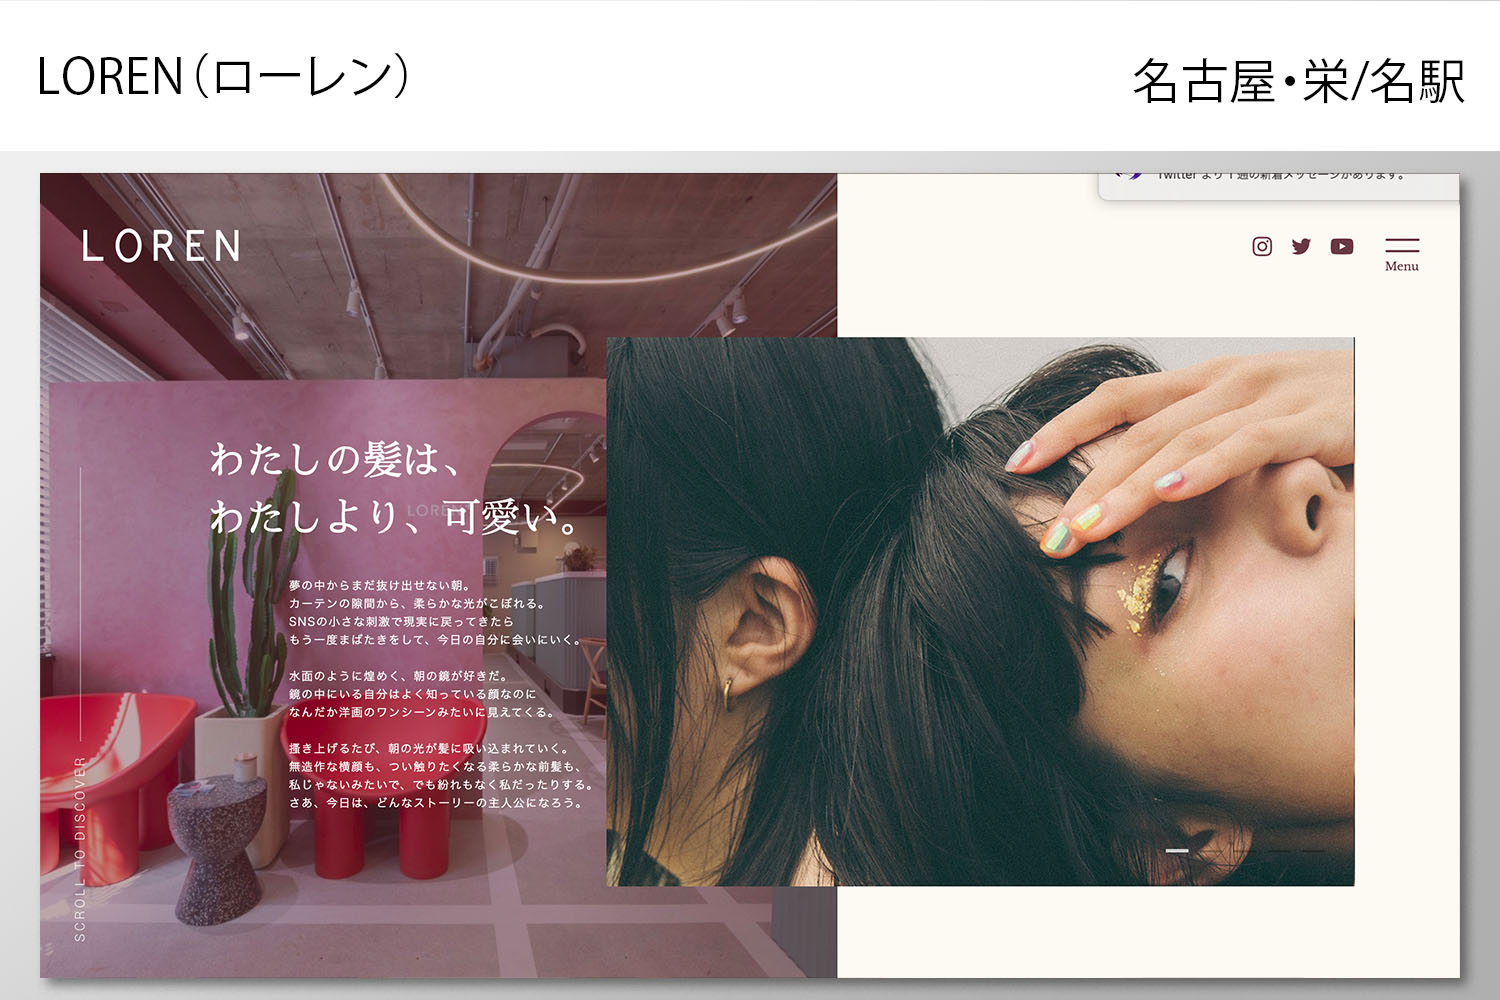 LOREN（ローレン）
名古屋・栄/名駅
Twitter より 1 通の新着メッセージがあります。
LOREN
Menu
わたしの髪は、
わたしより、可愛い。
夢の中からまだ抜け出せない朝。
カーテンの隙間から、柔らかな光がこぼれる。
SNSの小さな刺激で現実に戻ってきたら
もう一度まばたきをして、今日の自分に会いにいく。
水面のように煌めく、朝の鏡が好きだ。
鏡の中にいる自分はよく知っている顔なのに
なんだか洋画のワンシーンみたいに見えてくる。
掻き上げるたび、朝の光が髪に吸い込まれていく。
無造作な横顔も、つい触りたくなる柔らかな前髪も、
私じゃないみたいで、でも紛れもなく私だったりする。
さあ、今日は、どんなストーリーの主人公になろう。
SCROLL TO DISCOVER